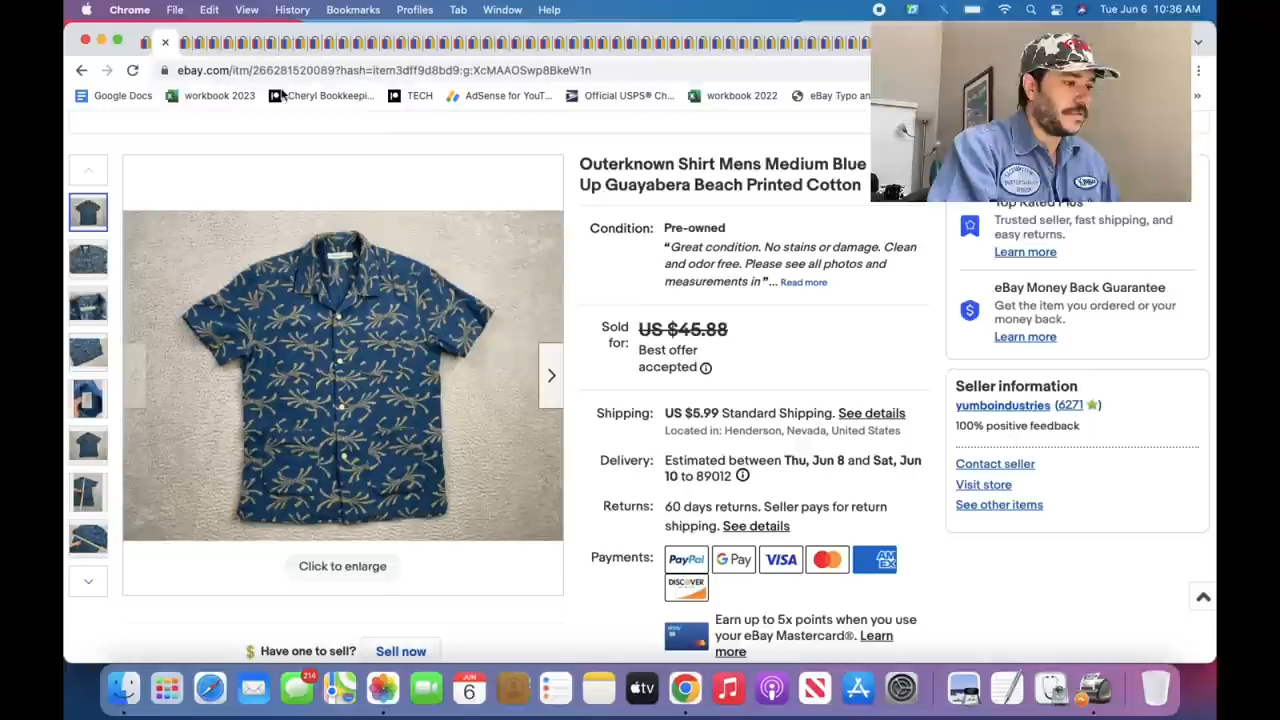 Chrome File Edit View History Bookmarks Profiles Tab Window Help Tue Jun 6 10:36 AM
ebay.com/itm/266281520089?hash=item3dff9d8bd9:g:XcMAAOSwp8BkeW1n
Google Docs workbook 2023 Cheryl Bookkeepi... TECH AdSense for YouT... Official USPS® Ch... workbook 2022 eBay Typo an
Outerknown Shirt Mens Medium Blue
Up Guayabera Beach Printed Cotton
Condition: Pre-owned
“Great condition. No stains or damage. Clean
and odor free. Please see all photos and
measurements in”... Read more
Sold
for:
US $45.88
Best offer
accepted
Shipping: US $5.99 Standard Shipping. See details
Located in: Henderson, Nevada, United States
Delivery: Estimated between Thu, Jun 8 and Sat, Jun
10 to 89012
Returns: 60 days returns. Seller pays for return
shipping. See details
Payments: PayPal G Pay VISA AM EX
DISCOVER
Earn up to 5x points when you use
your eBay Mastercard®. Learn
more
Click to enlarge
Have one to sell? Sell now
Top Rated Plus
Trusted seller, fast shipping, and
easy returns.
Learn more
eBay Money Back Guarantee
Get the item you ordered or your
money back.
Learn more
Seller information
yumboindustries (6271)
100% positive feedback
Contact seller
Visit store
See other items
214
JUN
6
tv